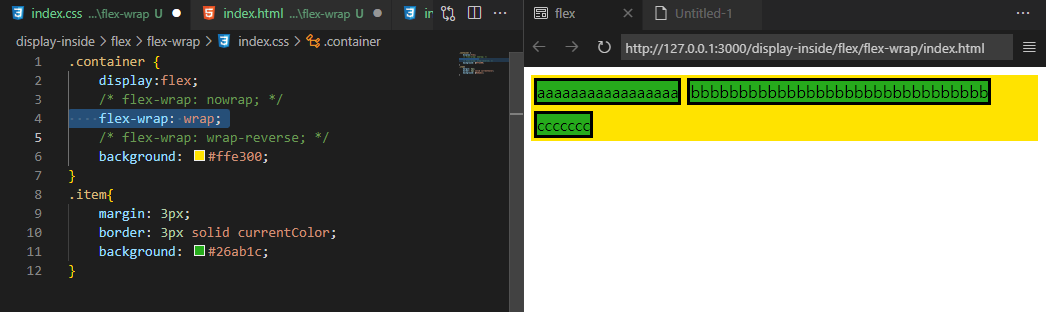 index.css ...\flex-wrap U
index.html ...\flex-wrap U
in
display-inside > flex > flex-wrap > index.css > .container
1 .container {
2 display:flex;
3 /* flex-wrap: nowrap; */
4 flex-wrap: wrap;
5 /* flex-wrap: wrap-reverse; */
6 background: #ffe300;
7 }
8 .item{
9 margin: 3px;
10 border: 3px solid currentColor;
11 background: #26ab1c;
12 }
flex
Untitled-1
http://127.0.0.1:3000/display-inside/flex/flex-wrap/index.html
aaaaaaaaaaaaaaaaa bbbbbbbbbbbbbbbbbbbbbbbbbbbbbbb
ccccccc